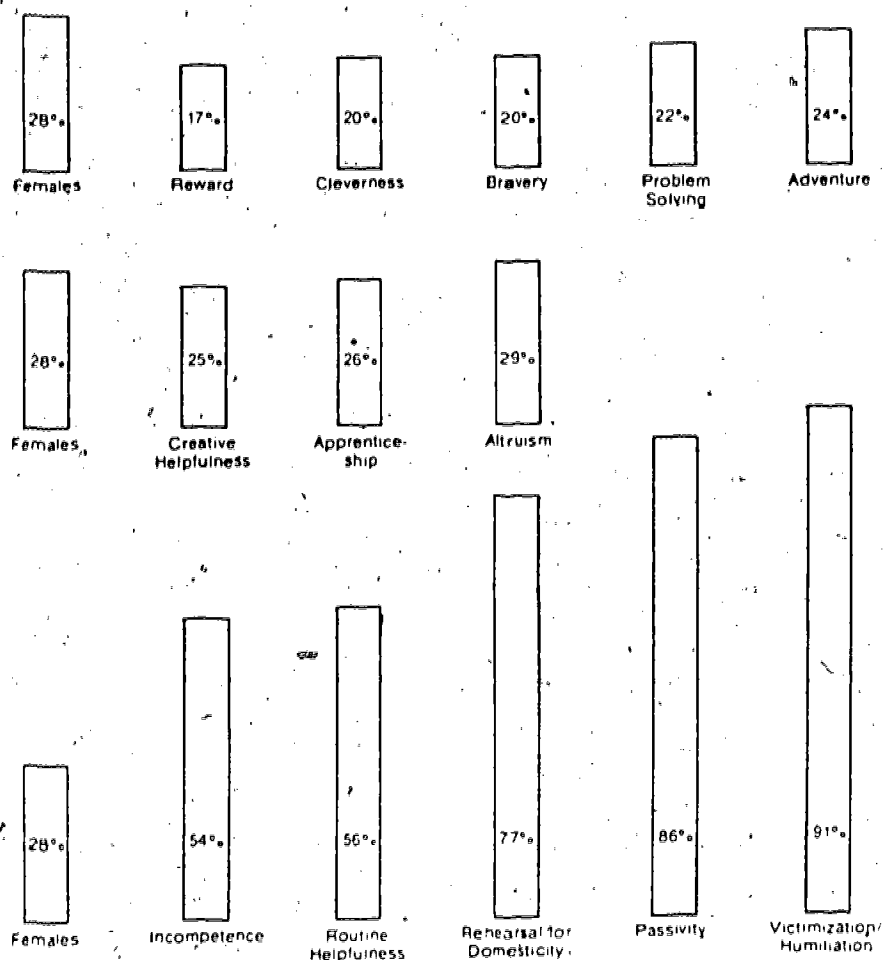 28% 17% 20% 20% 22% 24%
Females Reward Cleverness Bravery Problem Solving Adventure
28% 25% 26% 29%
Females Creative Helpfulness Apprentice-ship Altruism
28% 54% 56% 77% 86% 91%
Females Incompetence Routine Helpfulness Rehearsal for Domesticity Passivity Victimization/Humiliation